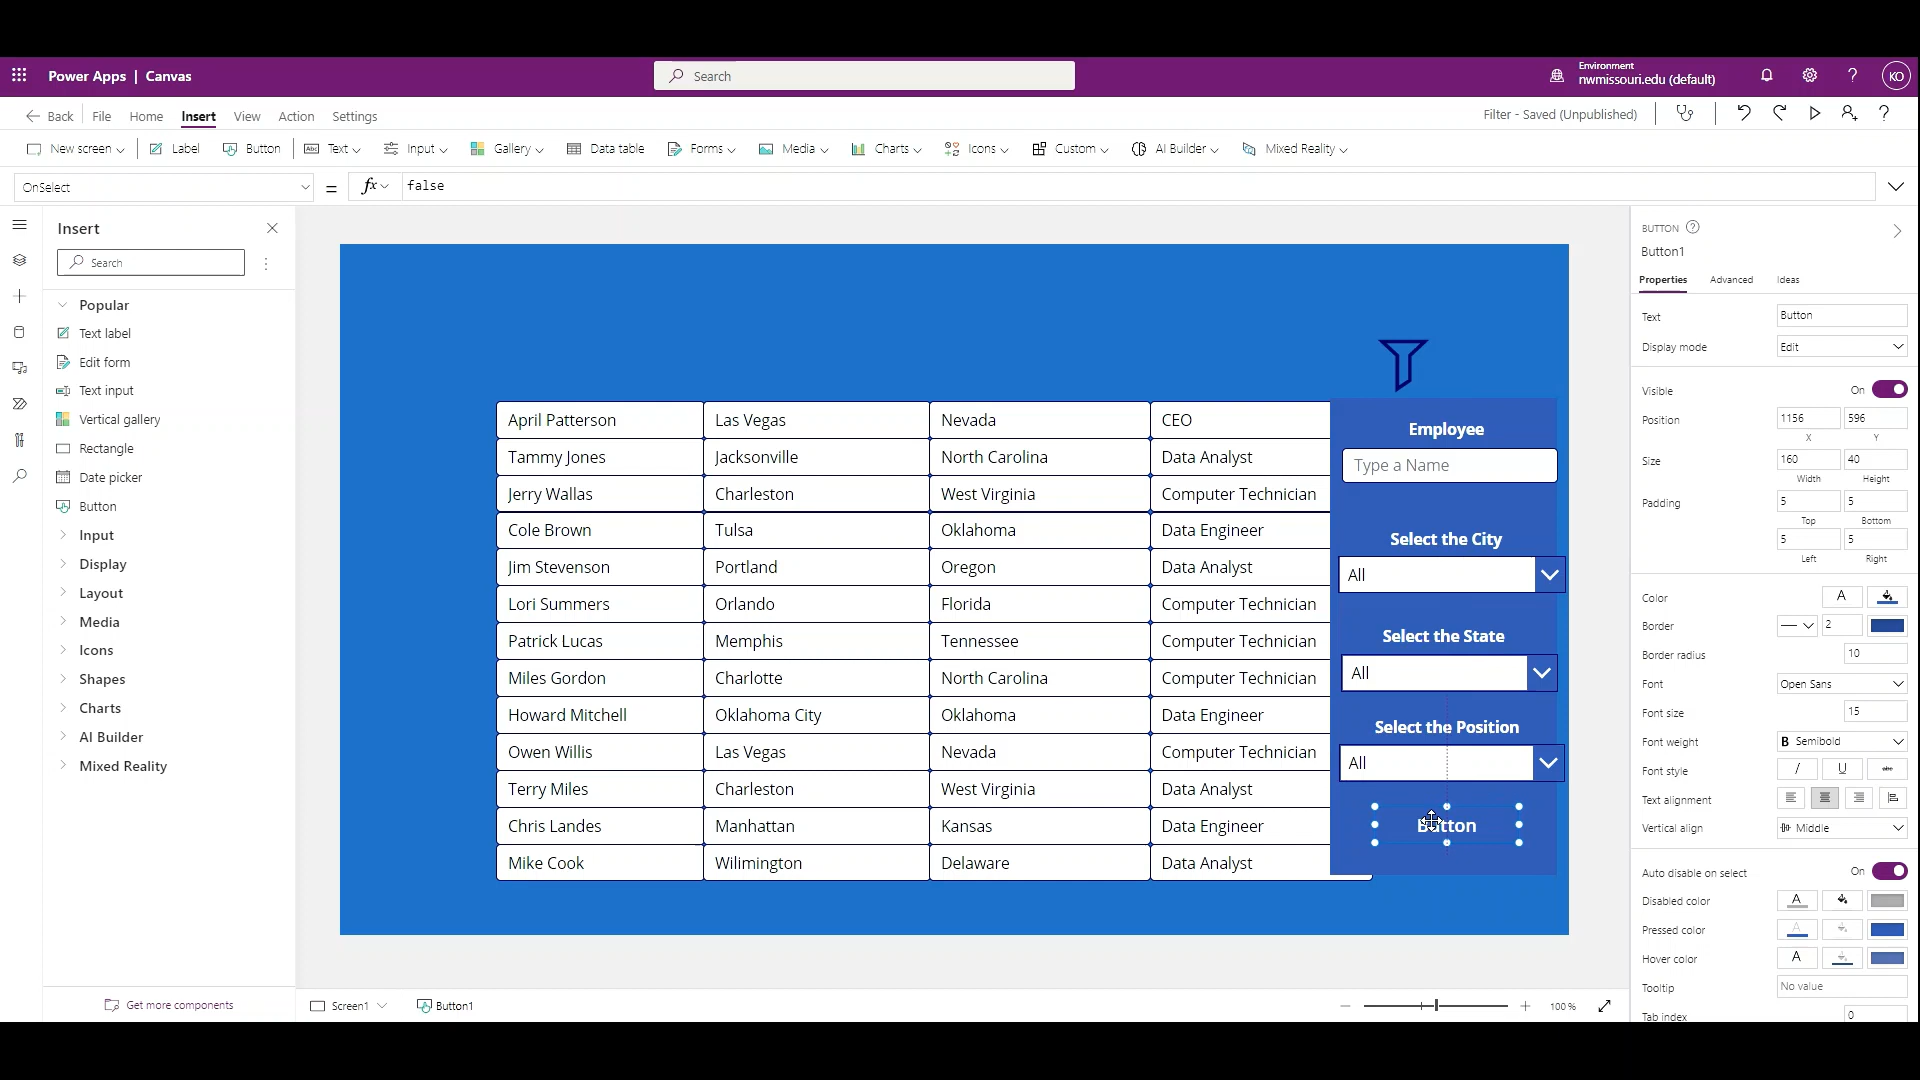 Power Apps | Canvas
Search
Environment
nwmissouri.edu (default)
KO
Back File Home Insert View Action Settings
Filter - Saved (Unpublished)
New screen Label Button Text Input Gallery Data table Forms Media Charts Icons Custom AI Builder Mixed Reality
OnSelect = fx false
Insert
Search
Popular
Text label
Edit form
Text input
Vertical gallery
Rectangle
Date picker
Button
Input
Display
Layout
Media
Icons
Shapes
Charts
AI Builder
Mixed Reality
Get more components
April Patterson Las Vegas Nevada CEO
Tammy Jones Jacksonville North Carolina Data Analyst
Jerry Wallas Charleston West Virginia Computer Technician
Cole Brown Tulsa Oklahoma Data Engineer
Jim Stevenson Portland Oregon Data Analyst
Lori Summers Orlando Florida Computer Technician
Patrick Lucas Memphis Tennessee Computer Technician
Miles Gordon Charlotte North Carolina Computer Technician
Howard Mitchell Oklahoma City Oklahoma Data Engineer
Owen Willis Las Vegas Nevada Computer Technician
Terry Miles Charleston West Virginia Data Analyst
Chris Landes Manhattan Kansas Data Engineer
Mike Cook Wilimington Delaware Data Analyst
Employee
Type a Name
Select the City
All
Select the State
All
Select the Position
All
Button
Screen1 Button1
100 %
BUTTON
Button1
Properties Advanced Ideas
Text Button
Display mode Edit
Visible On
Position 1156 596
X Y
Size 160 40
Width Height
Padding 5 5
Top Bottom
5 5
Left Right
Color A
Border 2
Border radius 10
Font Open Sans
Font size 15
Font weight B Semibold
Font style / U abc
Text alignment
Vertical align Middle
Auto disable on select On
Disabled color A
Pressed color A
Hover color A
Tooltip No value
Tab index 0